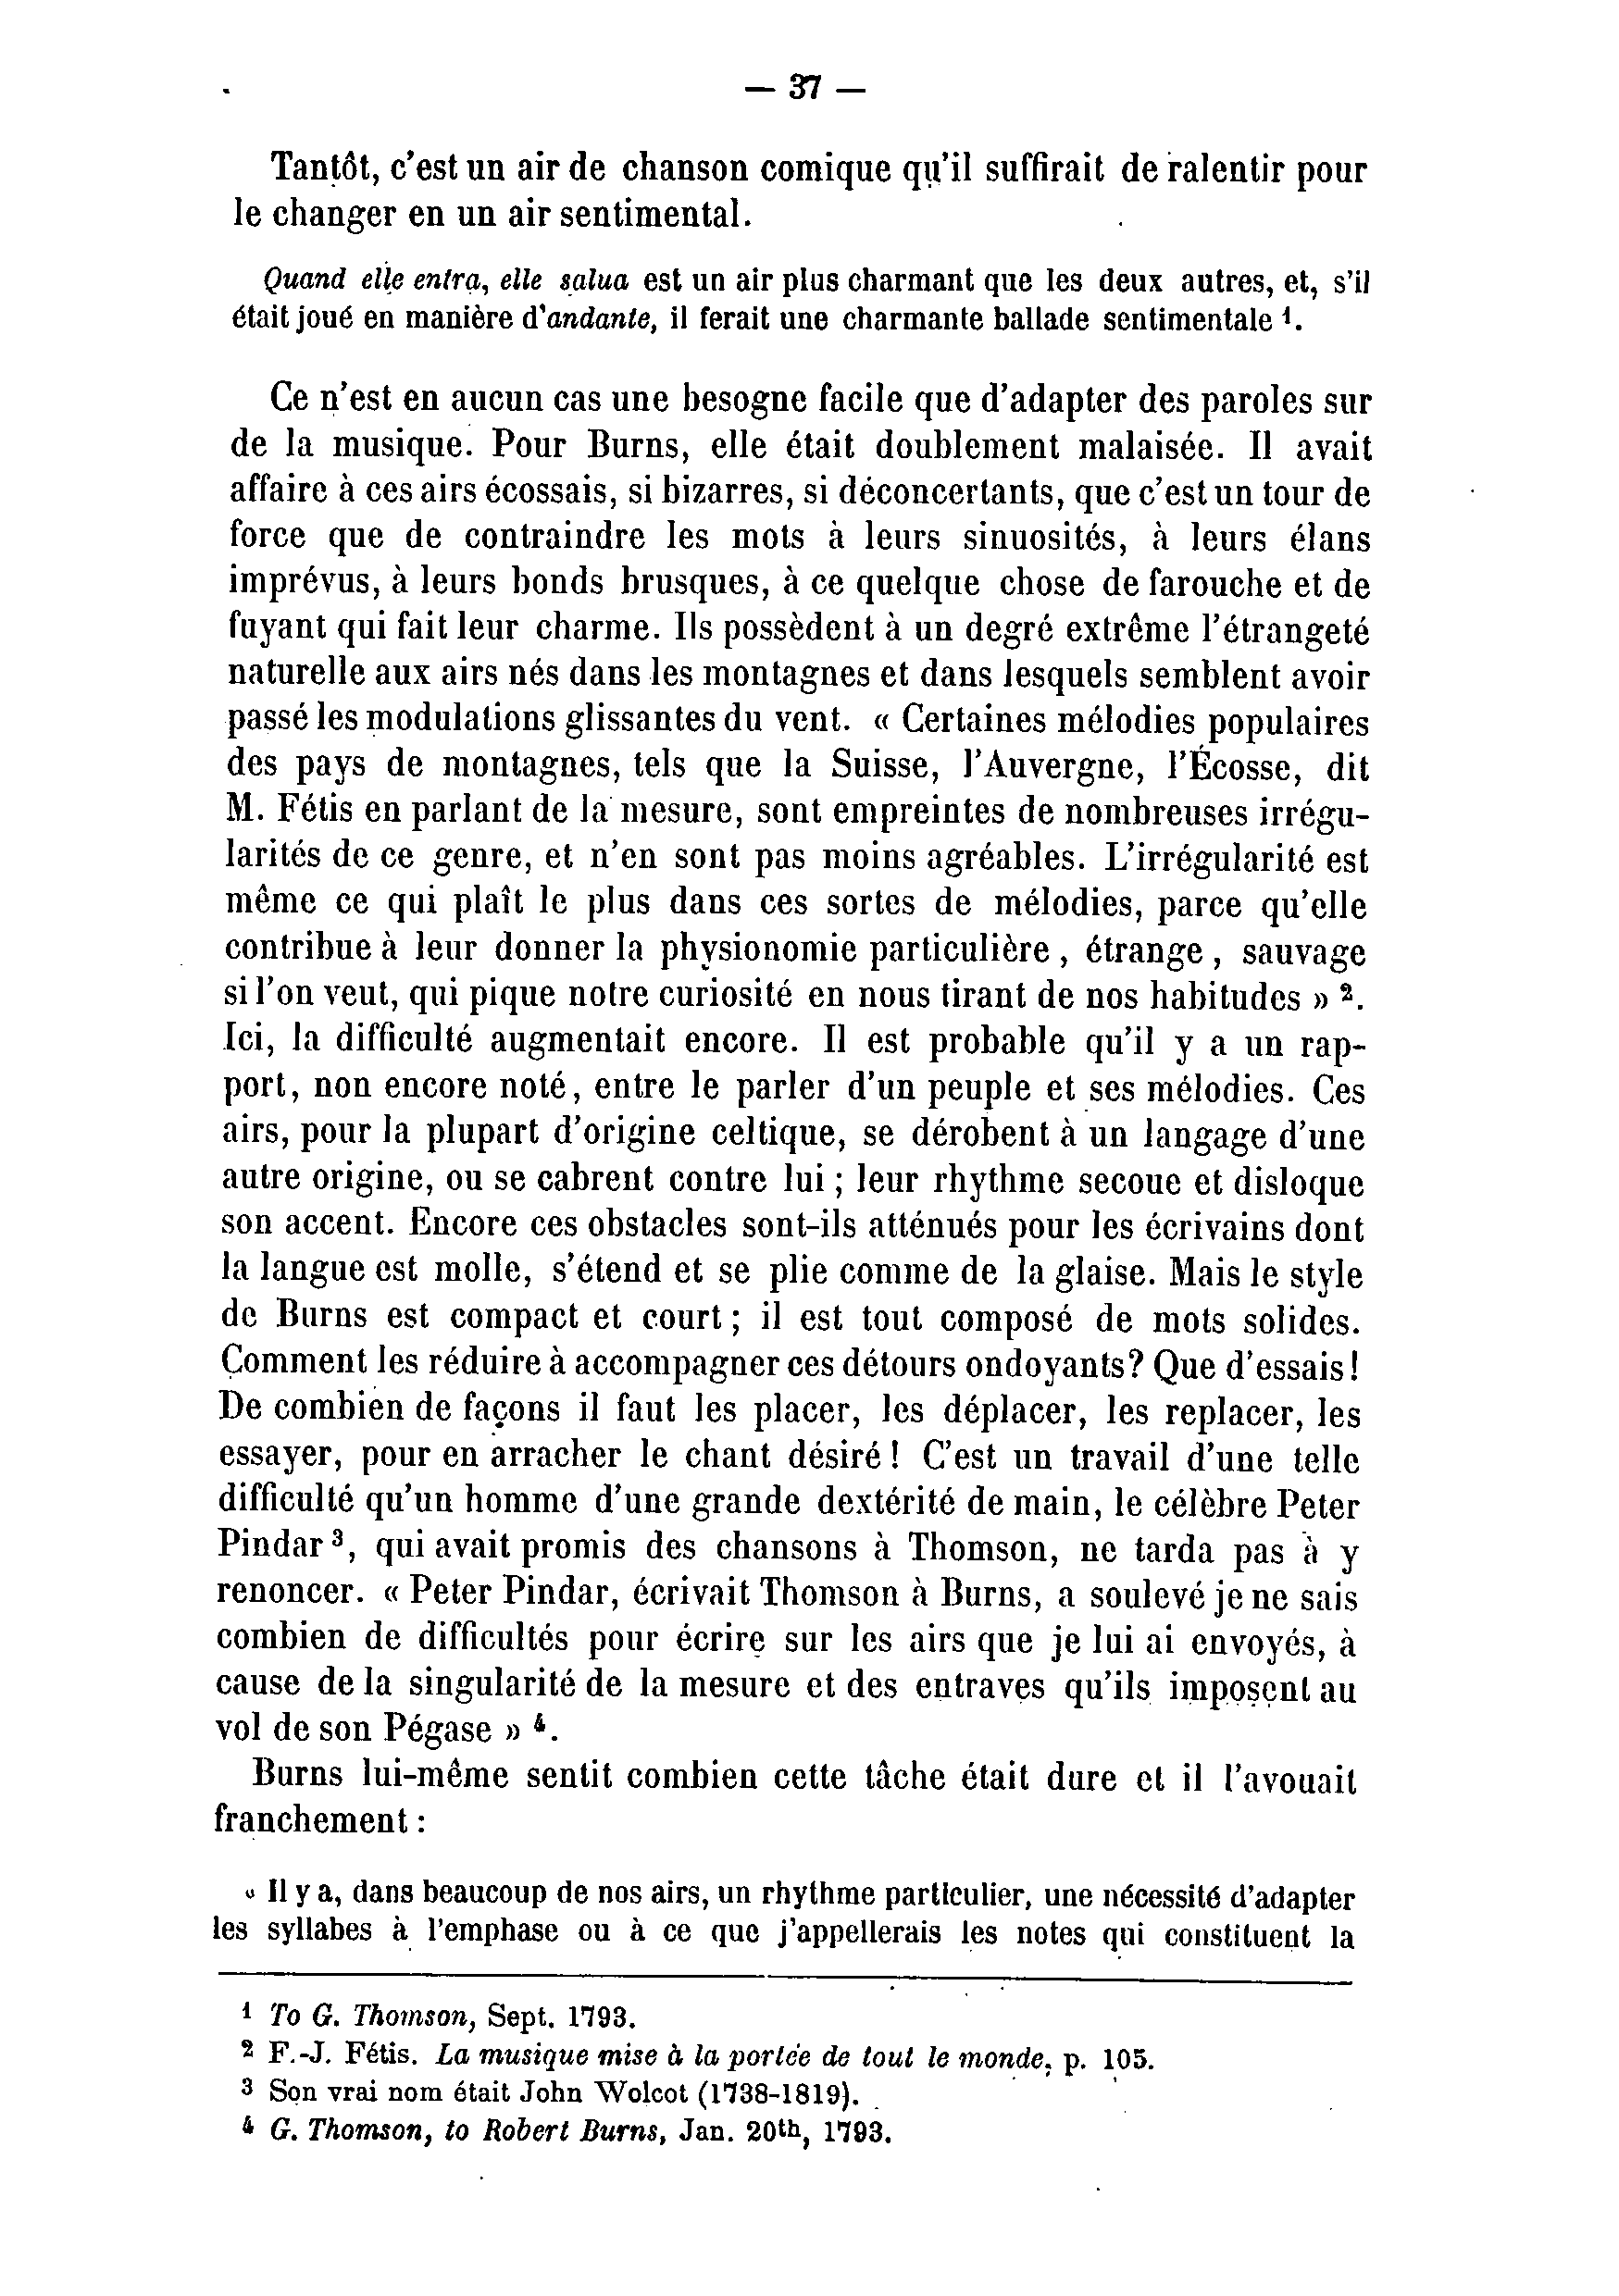 — 37 —
Tantôt, c'est un air de chanson comique qu'il suffirait de ralentir pour
le changer en un air sentimental.
Quand elle entra, elle salua est un air plus charmant que les deux autres, et, s'il
était joué en manière d'andante, il ferait une charmante ballade sentimentale ¹.
Ce n'est en aucun cas une besogne facile que d'adapter des paroles sur
de la musique. Pour Burns, elle était doublement malaisée. Il avait
affaire à ces airs écossais, si bizarres, si déconcertants, que c'est un tour de
force que de contraindre les mots à leurs sinuosités, à leurs élans
imprévus, à leurs bonds brusques, à ce quelque chose de farouche et de
fuyant qui fait leur charme. Ils possèdent à un degré extrême l'étrangeté
naturelle aux airs nés dans les montagnes et dans lesquels semblent avoir
passé les modulations glissantes du vent. « Certaines mélodies populaires
des pays de montagnes, tels que la Suisse, l'Auvergne, l'Écosse, dit
M. Fétis en parlant de la mesure, sont empreintes de nombreuses irrégu-
larités de ce genre, et n'en sont pas moins agréables. L'irrégularité est
même ce qui plaît le plus dans ces sortes de mélodies, parce qu'elle
contribue à leur donner la physionomie particulière , étrange , sauvage
si l'on veut, qui pique notre curiosité en nous tirant de nos habitudes » ².
Ici, la difficulté augmentait encore. Il est probable qu'il y a un rap-
port, non encore noté, entre le parler d'un peuple et ses mélodies. Ces
airs, pour la plupart d'origine celtique, se dérobent à un langage d'une
autre origine, ou se cabrent contre lui ; leur rhythme secoue et disloque
son accent. Encore ces obstacles sont-ils atténués pour les écrivains dont
la langue est molle, s'étend et se plie comme de la glaise. Mais le style
de Burns est compact et court ; il est tout composé de mots solides.
Comment les réduire à accompagner ces détours ondoyants? Que d'essais !
De combien de façons il faut les placer, les déplacer, les replacer, les
essayer, pour en arracher le chant désiré ! C'est un travail d'une telle
difficulté qu'un homme d'une grande dextérité de main, le célèbre Peter
Pindar ³, qui avait promis des chansons à Thomson, ne tarda pas à y
renoncer. « Peter Pindar, écrivait Thomson à Burns, a soulevé je ne sais
combien de difficultés pour écrire sur les airs que je lui ai envoyés, à
cause de la singularité de la mesure et des entraves qu'ils imposent au
vol de son Pégase » ⁴.
Burns lui-même sentit combien cette tâche était dure et il l'avouait
franchement :
« Il y a, dans beaucoup de nos airs, un rhythme particulier, une nécessité d'adapter
les syllabes à l'emphase ou à ce que j'appellerais les notes qui constituent la
¹ To G. Thomson, Sept. 1793.
² F.-J. Fétis. La musique mise à la portée de tout le monde, p. 105.
³ Son vrai nom était John Wolcot (1738-1819).
⁴ G. Thomson, to Robert Burns, Jan. 20th, 1793.